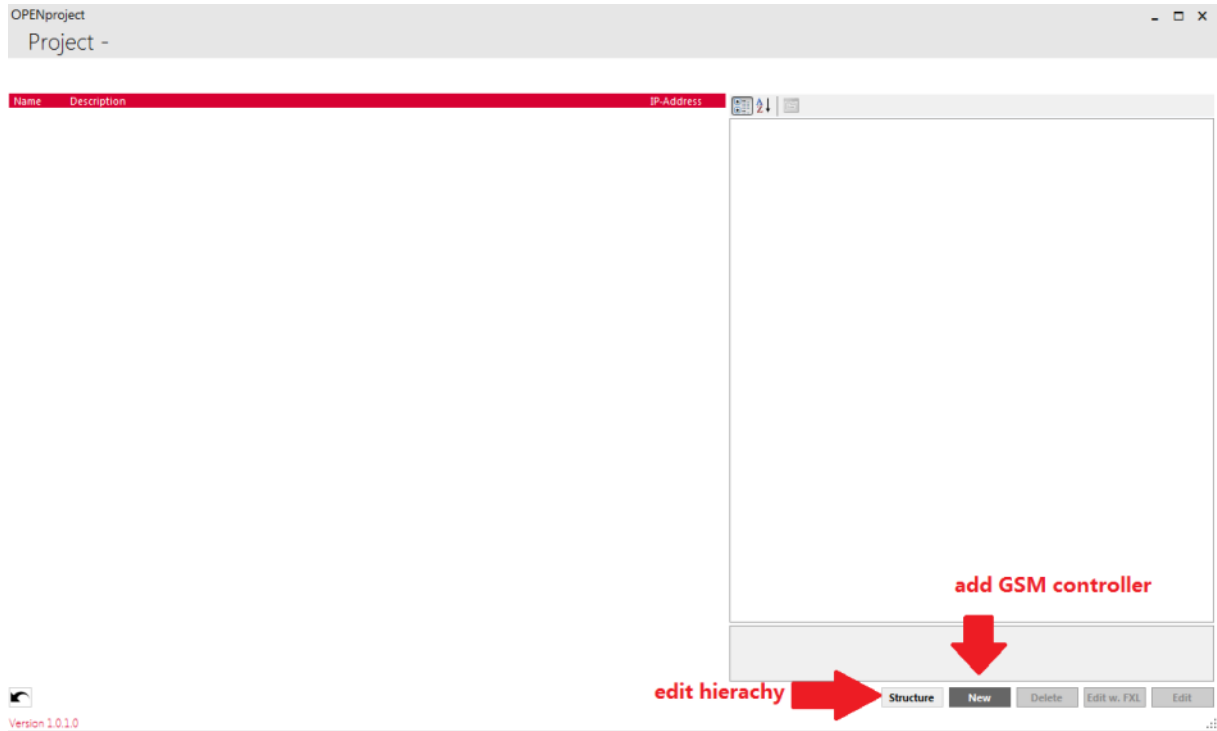 OPENproject
Project -
Name Description IP-Address
add GSM controller
edit hierachy
Structure New Delete Edit w. FXL Edit
Version 1.0.1.0